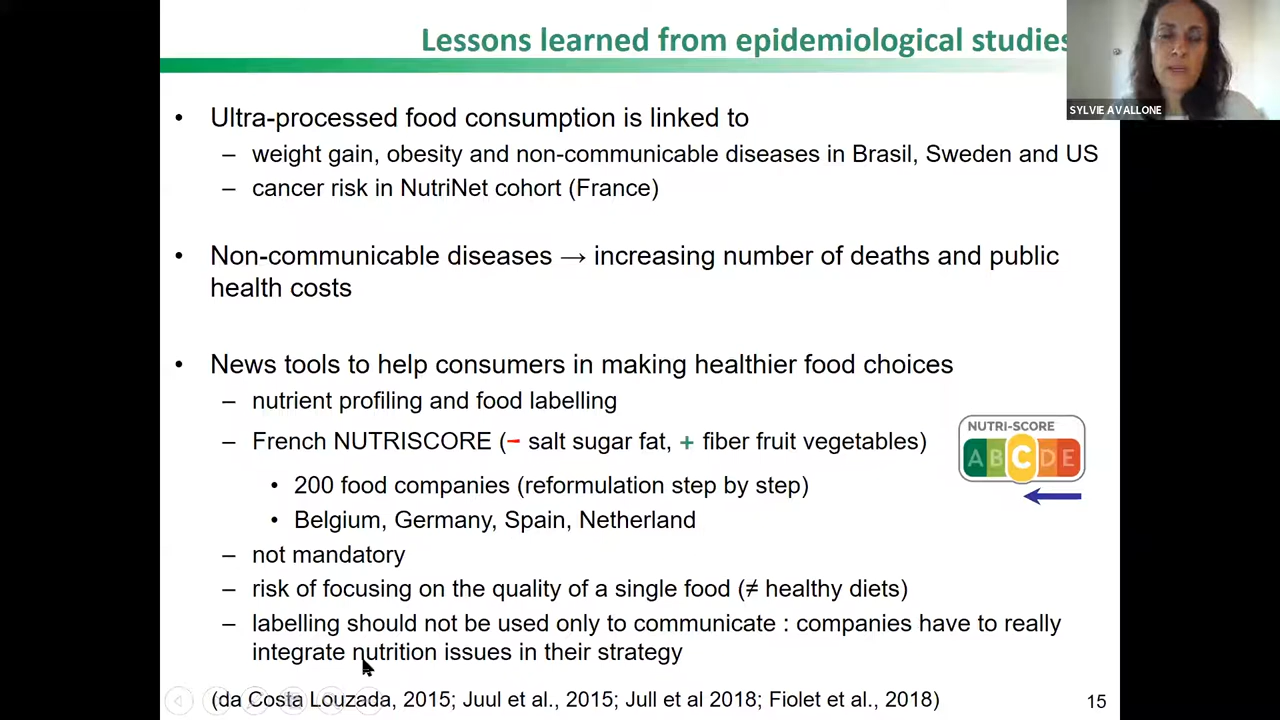 Lessons learned from epidemiological studies
SYLVIE AVALLONE
• Ultra-processed food consumption is linked to
– weight gain, obesity and non-communicable diseases in Brasil, Sweden and US
– cancer risk in NutriNet cohort (France)
• Non-communicable diseases → increasing number of deaths and public
health costs
• News tools to help consumers in making healthier food choices
– nutrient profiling and food labelling
– French NUTRISCORE (– salt sugar fat, + fiber fruit vegetables)
NUTRI-SCORE
A B C D E
• 200 food companies (reformulation step by step)
• Belgium, Germany, Spain, Netherland
– not mandatory
– risk of focusing on the quality of a single food (≠ healthy diets)
– labelling should not be used only to communicate : companies have to really
integrate nutrition issues in their strategy
(da Costa Louzada, 2015; Juul et al., 2015; Jull et al 2018; Fiolet et al., 2018)
15